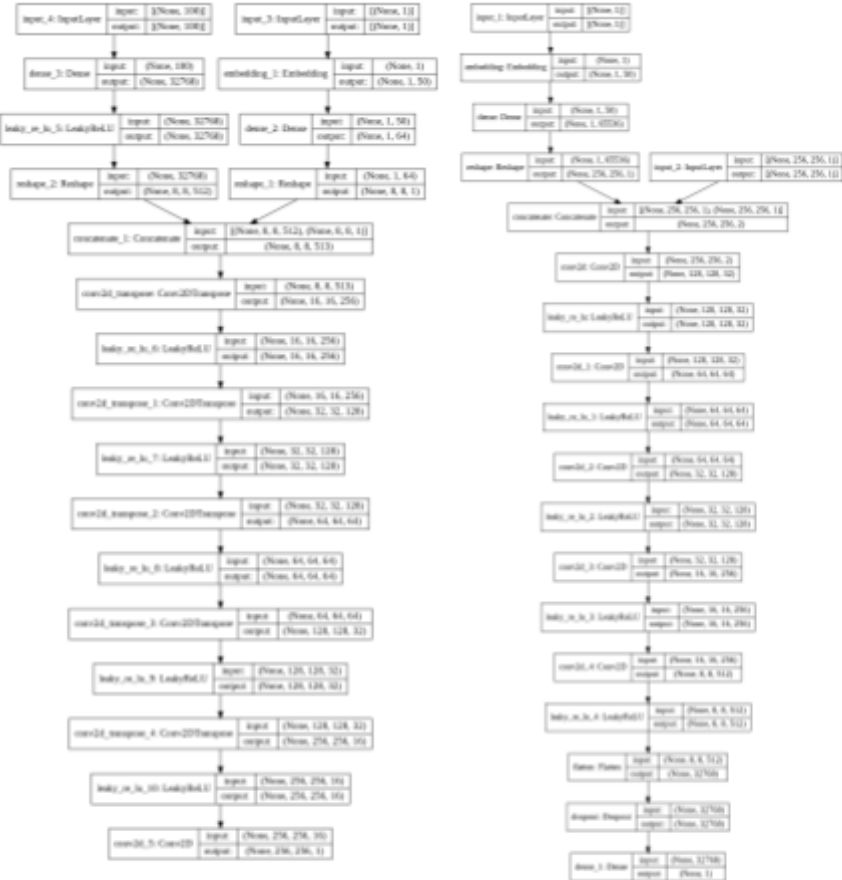 input_4: InputLayer input: [(None, 100)] output: [(None, 100)]
input_3: InputLayer input: [(None, 1)] output: [(None, 1)]
dense_3: Dense input: (None, 100) output: (None, 32768)
embedding_1: Embedding input: (None, 1) output: (None, 1, 50)
leaky_re_lu_5: LeakyReLU input: (None, 32768) output: (None, 32768)
dense_2: Dense input: (None, 1, 50) output: (None, 1, 64)
reshape_2: Reshape input: (None, 32768) output: (None, 8, 8, 512)
reshape_1: Reshape input: (None, 1, 64) output: (None, 8, 8, 1)
concatenate_1: Concatenate input: [(None, 8, 8, 512), (None, 8, 8, 1)] output: (None, 8, 8, 513)
conv2d_transpose: Conv2DTranspose input: (None, 8, 8, 513) output: (None, 16, 16, 256)
leaky_re_lu_6: LeakyReLU input: (None, 16, 16, 256) output: (None, 16, 16, 256)
conv2d_transpose_1: Conv2DTranspose input: (None, 16, 16, 256) output: (None, 32, 32, 128)
leaky_re_lu_7: LeakyReLU input: (None, 32, 32, 128) output: (None, 32, 32, 128)
conv2d_transpose_2: Conv2DTranspose input: (None, 32, 32, 128) output: (None, 64, 64, 64)
leaky_re_lu_8: LeakyReLU input: (None, 64, 64, 64) output: (None, 64, 64, 64)
conv2d_transpose_3: Conv2DTranspose input: (None, 64, 64, 64) output: (None, 128, 128, 32)
leaky_re_lu_9: LeakyReLU input: (None, 128, 128, 32) output: (None, 128, 128, 32)
conv2d_transpose_4: Conv2DTranspose input: (None, 128, 128, 32) output: (None, 256, 256, 16)
leaky_re_lu_10: LeakyReLU input: (None, 256, 256, 16) output: (None, 256, 256, 16)
conv2d_5: Conv2D input: (None, 256, 256, 16) output: (None, 256, 256, 1)
input_1: InputLayer input: [(None, 1)] output: [(None, 1)]
embedding: Embedding input: (None, 1) output: (None, 1, 50)
dense: Dense input: (None, 1, 50) output: (None, 1, 65536)
reshape: Reshape input: (None, 1, 65536) output: (None, 256, 256, 1)
input_2: InputLayer input: [(None, 256, 256, 1)] output: [(None, 256, 256, 1)]
concatenate: Concatenate input: [(None, 256, 256, 1), (None, 256, 256, 1)] output: (None, 256, 256, 2)
conv2d: Conv2D input: (None, 256, 256, 2) output: (None, 128, 128, 32)
leaky_re_lu: LeakyReLU input: (None, 128, 128, 32) output: (None, 128, 128, 32)
conv2d_1: Conv2D input: (None, 128, 128, 32) output: (None, 64, 64, 64)
leaky_re_lu_1: LeakyReLU input: (None, 64, 64, 64) output: (None, 64, 64, 64)
conv2d_2: Conv2D input: (None, 64, 64, 64) output: (None, 32, 32, 128)
leaky_re_lu_2: LeakyReLU input: (None, 32, 32, 128) output: (None, 32, 32, 128)
conv2d_3: Conv2D input: (None, 32, 32, 128) output: (None, 16, 16, 256)
leaky_re_lu_3: LeakyReLU input: (None, 16, 16, 256) output: (None, 16, 16, 256)
conv2d_4: Conv2D input: (None, 16, 16, 256) output: (None, 8, 8, 512)
leaky_re_lu_4: LeakyReLU input: (None, 8, 8, 512) output: (None, 8, 8, 512)
flatten: Flatten input: (None, 8, 8, 512) output: (None, 32768)
dropout: Dropout input: (None, 32768) output: (None, 32768)
dense_1: Dense input: (None, 32768) output: (None, 1)